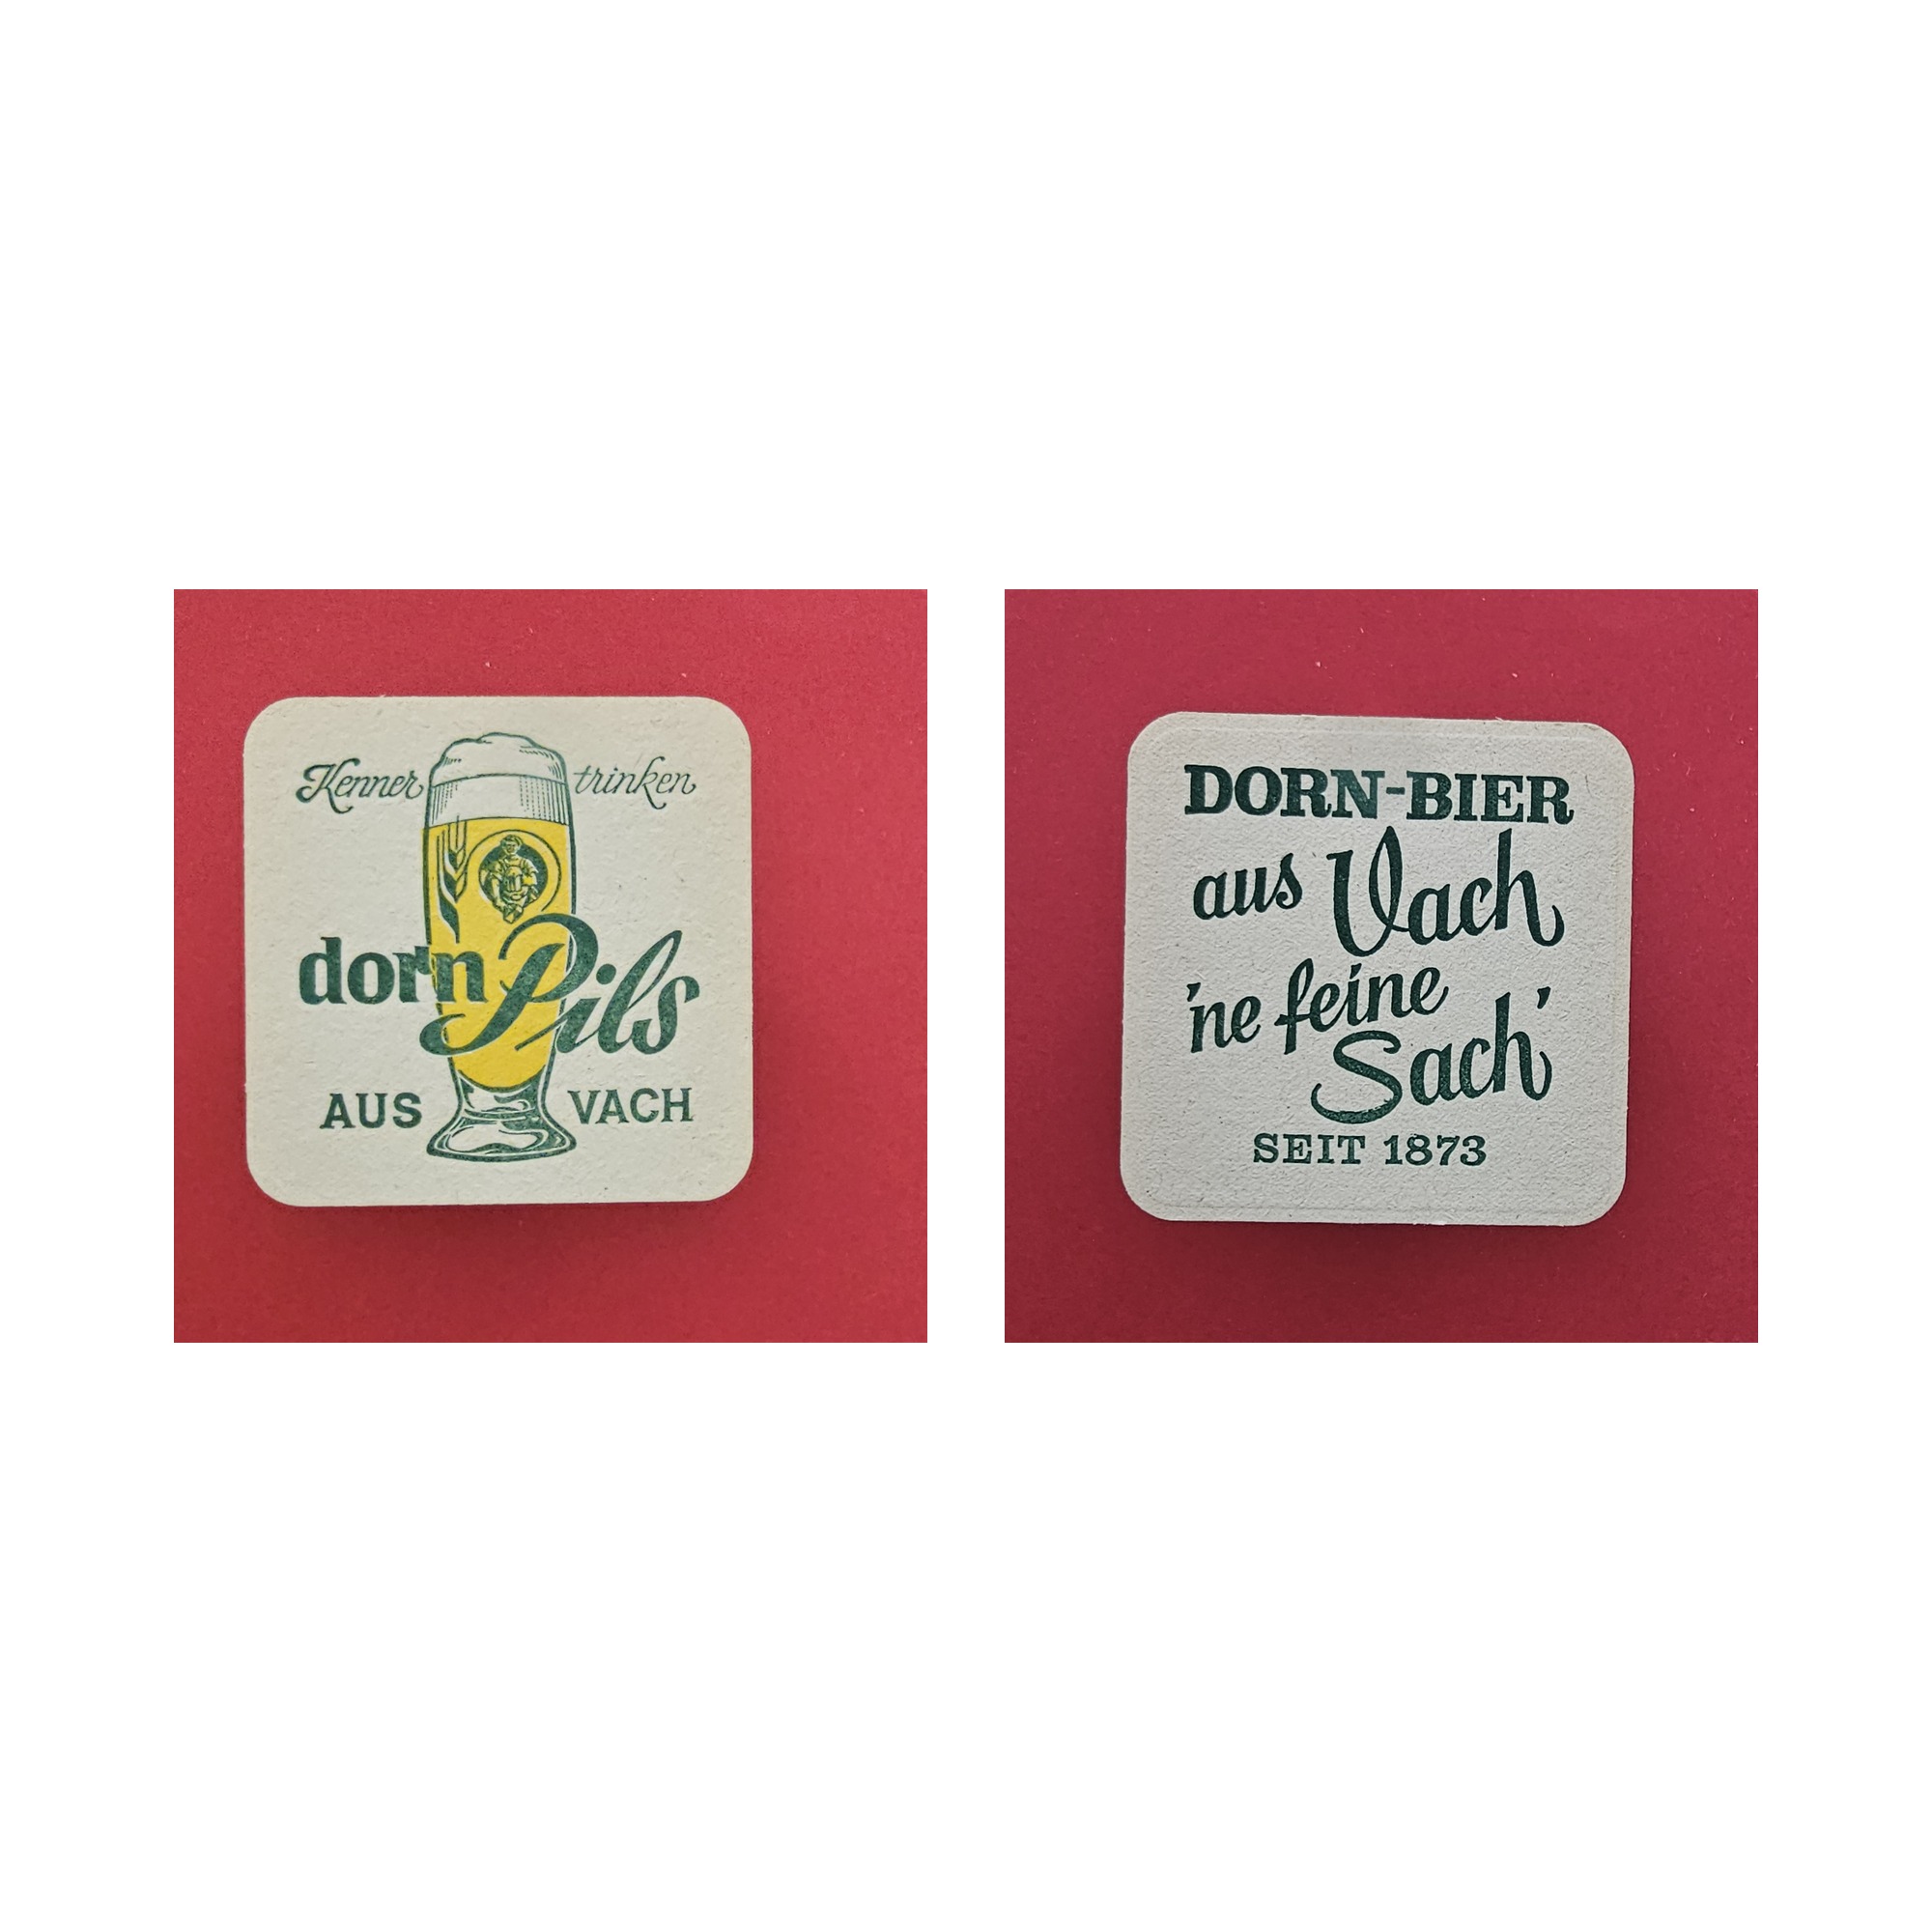 Kenner trinken
dorn Pils
AUS VACH
DORN-BIER
aus Vach
'ne feine
Sach'
SEIT 1873